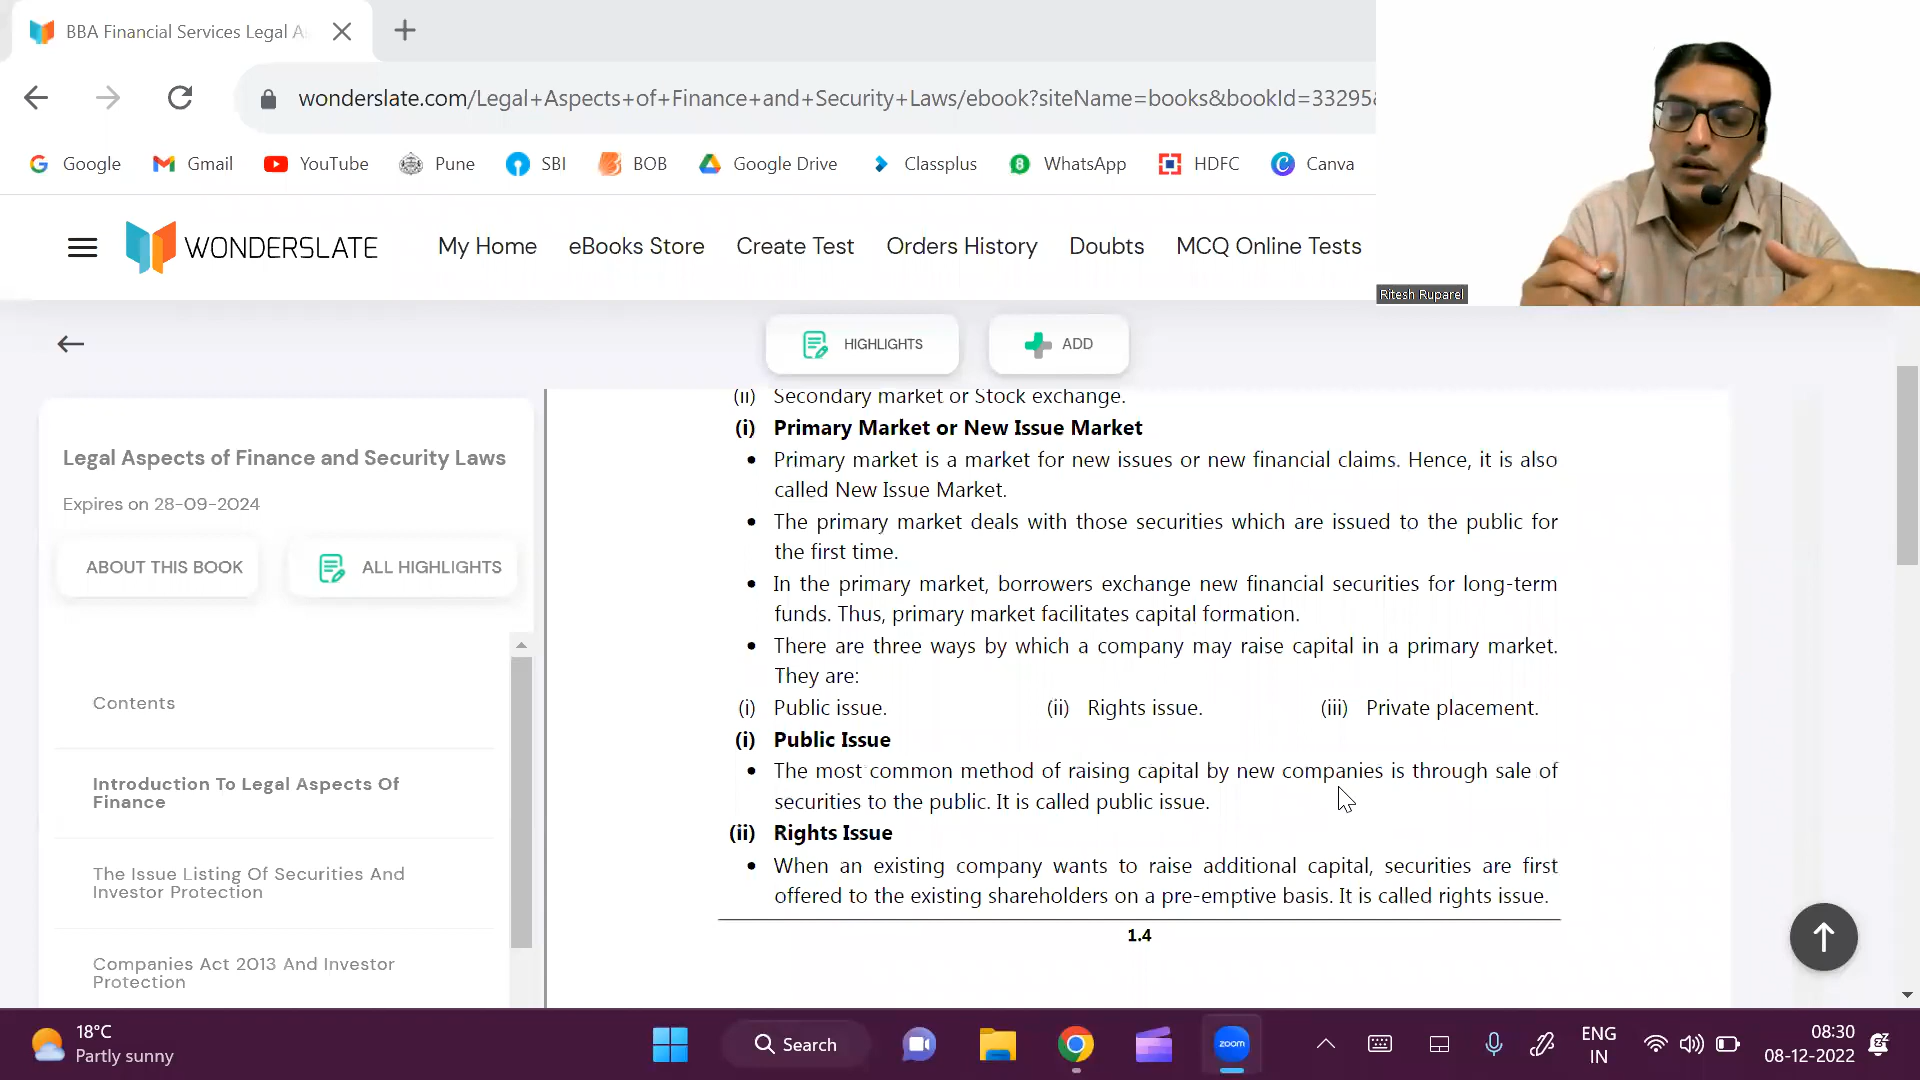 BBA Financial Services Legal A
wonderslate.com/Legal+Aspects+of+Finance+and+Security+Laws/ebook?siteName=books&bookId=33295&
Google Gmail YouTube Pune SBI BOB Google Drive Classplus WhatsApp HDFC Canva
WONDERSLATE My Home eBooks Store Create Test Orders History Doubts MCQ Online Tests
Ritesh Ruparel
HIGHLIGHTS ADD
Legal Aspects of Finance and Security Laws
Expires on 28-09-2024
ABOUT THIS BOOK ALL HIGHLIGHTS
Contents
Introduction To Legal Aspects Of
Finance
The Issue Listing Of Securities And
Investor Protection
Companies Act 2013 And Investor
Protection
(ii) Secondary market or Stock exchange.
(i) Primary Market or New Issue Market
• Primary market is a market for new issues or new financial claims. Hence, it is also
called New Issue Market.
• The primary market deals with those securities which are issued to the public for
the first time.
• In the primary market, borrowers exchange new financial securities for long-term
funds. Thus, primary market facilitates capital formation.
• There are three ways by which a company may raise capital in a primary market.
They are:
(i) Public issue. (ii) Rights issue. (iii) Private placement.
(i) Public Issue
• The most common method of raising capital by new companies is through sale of
securities to the public. It is called public issue.
(ii) Rights Issue
• When an existing company wants to raise additional capital, securities are first
offered to the existing shareholders on a pre-emptive basis. It is called rights issue.
1.4
18°C
Partly sunny
Search
zoom
ENG
IN
08:30
08-12-2022